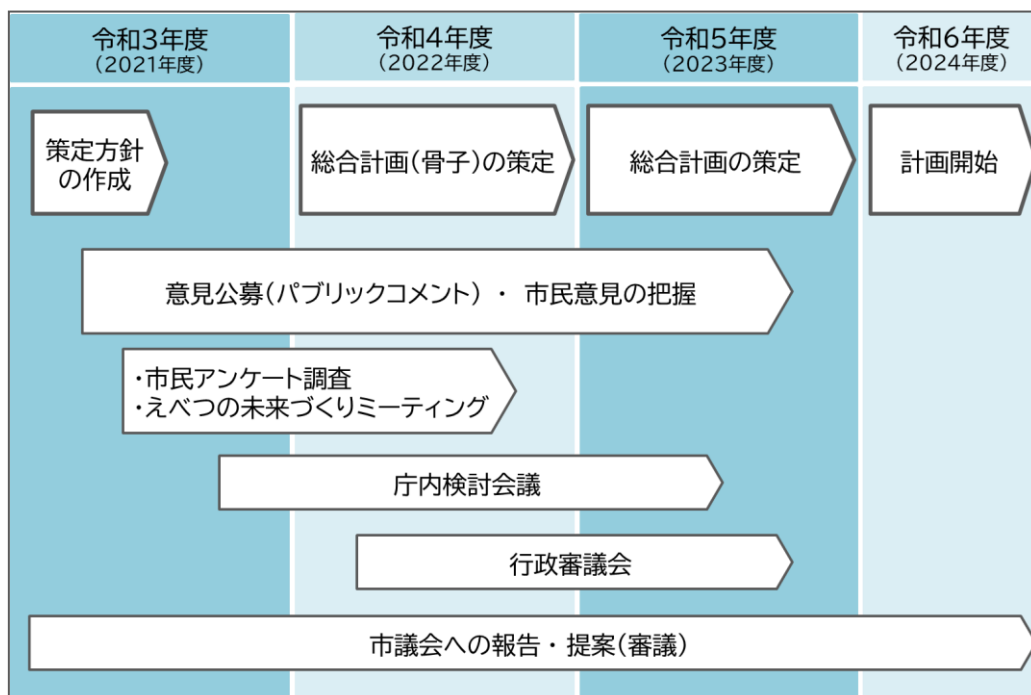 令和3年度
（2021年度）
令和4年度
（2022年度）
令和5年度
（2023年度）
令和6年度
（2024年度）
策定方針
の作成
総合計画（骨子）の策定
総合計画の策定
計画開始
意見公募（パブリックコメント） ・ 市民意見の把握
・市民アンケート調査
・えべつの未来づくりミーティング
庁内検討会議
行政審議会
市議会への報告・提案（審議）